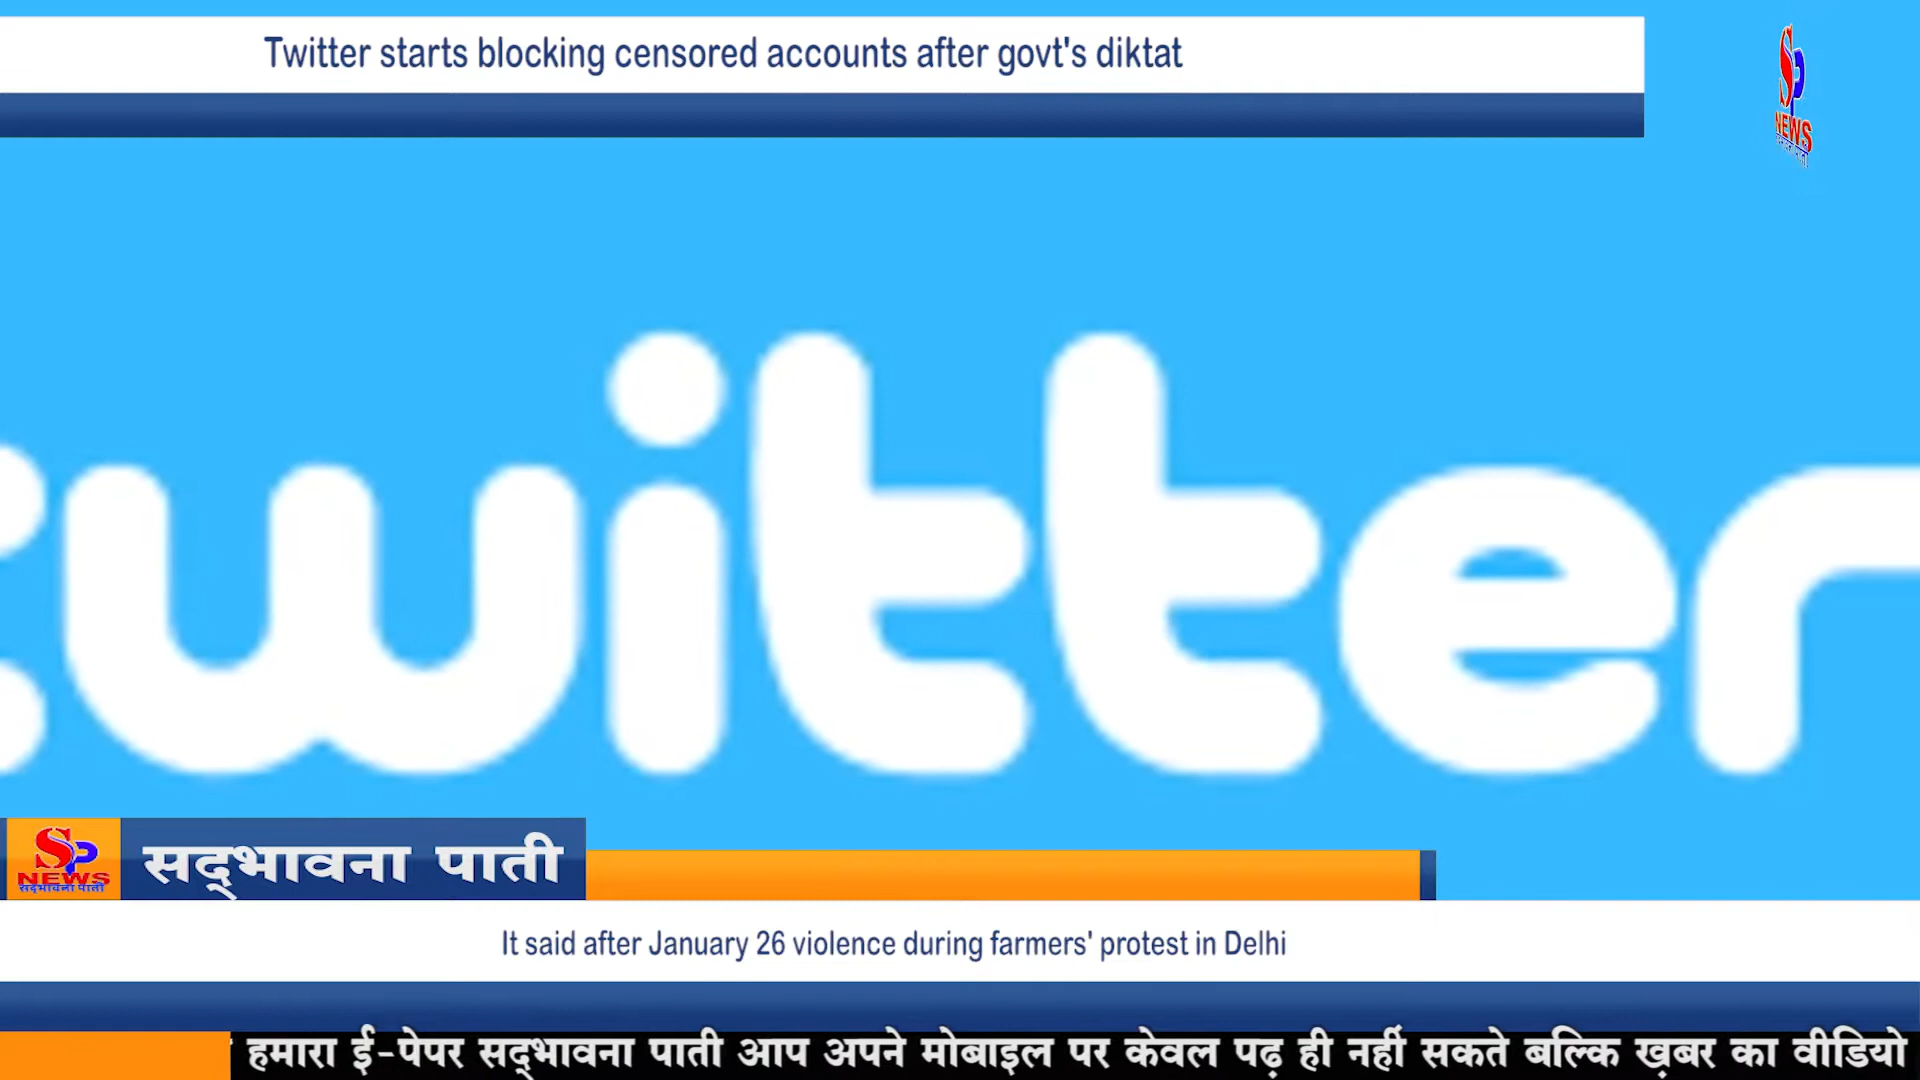 Twitter starts blocking censored accounts after govt's diktat
SP
NEWS
twitter
SP
NEWS
सद्भावना पाती
सद्भावना पाती
It said after January 26 violence during farmers' protest in Delhi
हमारा ई-पेपर सद्भावना पाती आप अपने मोबाइल पर केवल पढ़ ही नहीं सकते बल्कि ख़बर का वीडियो